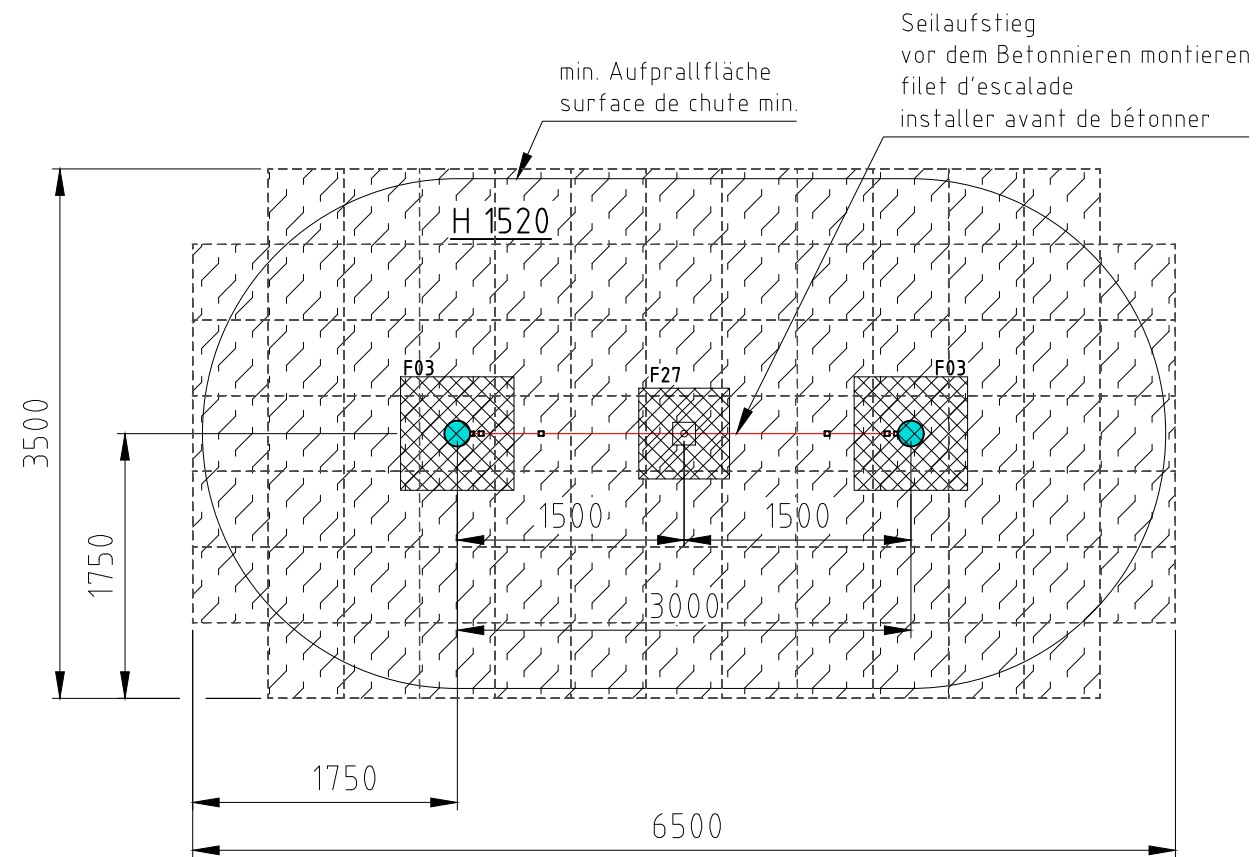 Seilaufstieg
vor dem Betonnieren montieren
filet d'escalade
installer avant de bétonner
min. Aufprallfläche
surface de chute min.
H 1520
F03
F27
F03
3500
1750
1500
1500
3000
1750
6500